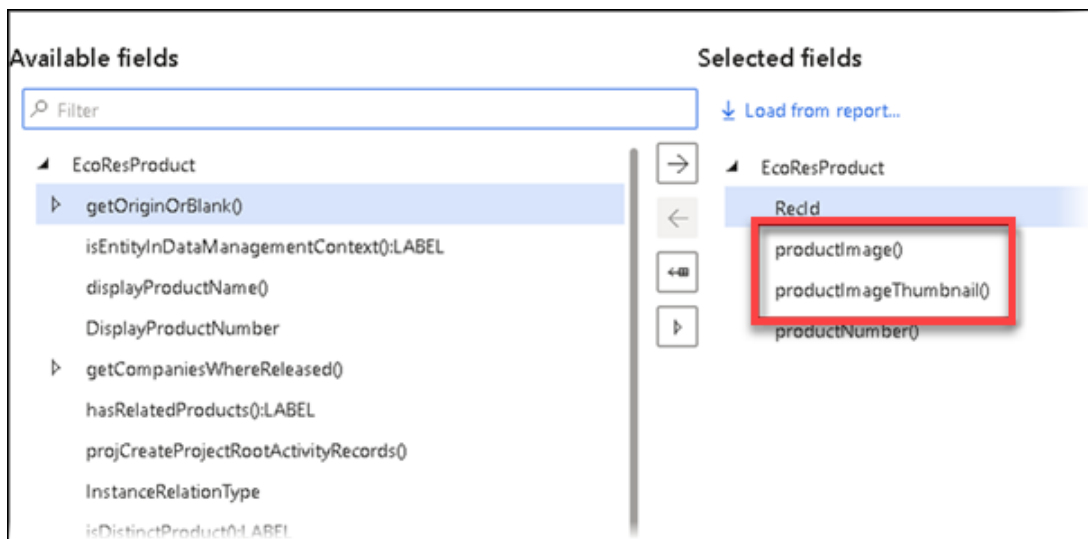 Available fields
Filter
EcoResProduct
getOriginOrBlank()
isEntityInDataManagementContext():LABEL
displayProductName()
DisplayProductNumber
getCompaniesWhereReleased()
hasRelatedProducts():LABEL
projCreateProjectRootActivityRecords()
InstanceRelationType
isDistinctProduct():LABEL
Selected fields
Load from report...
EcoResProduct
RecId
productImage()
productImageThumbnail()
productNumber()